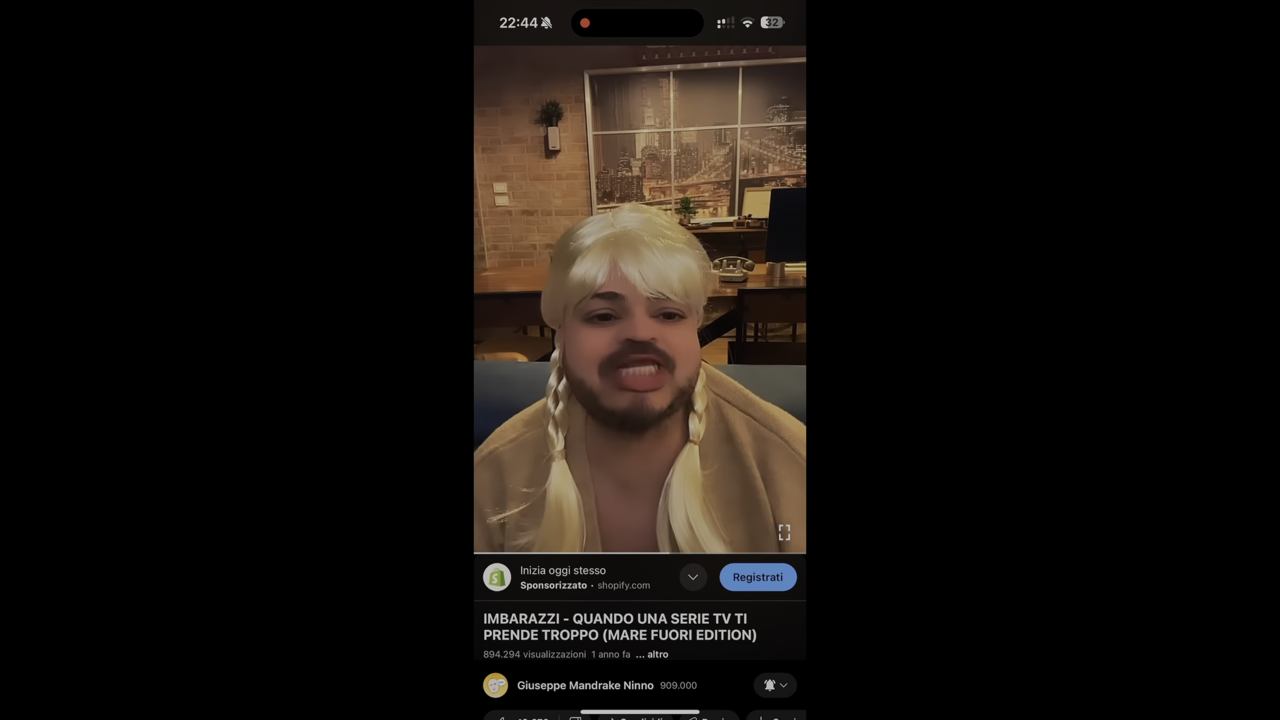 22:44
32
Inizia oggi stesso
Sponsorizzato • shopify.com
Registrati
IMBARAZZI - QUANDO UNA SERIE TV TI
PRENDE TROPPO (MARE FUORI EDITION)
894.294 visualizzazioni 1 anno fa ... altro
Giuseppe Mandrake Ninno 909.000